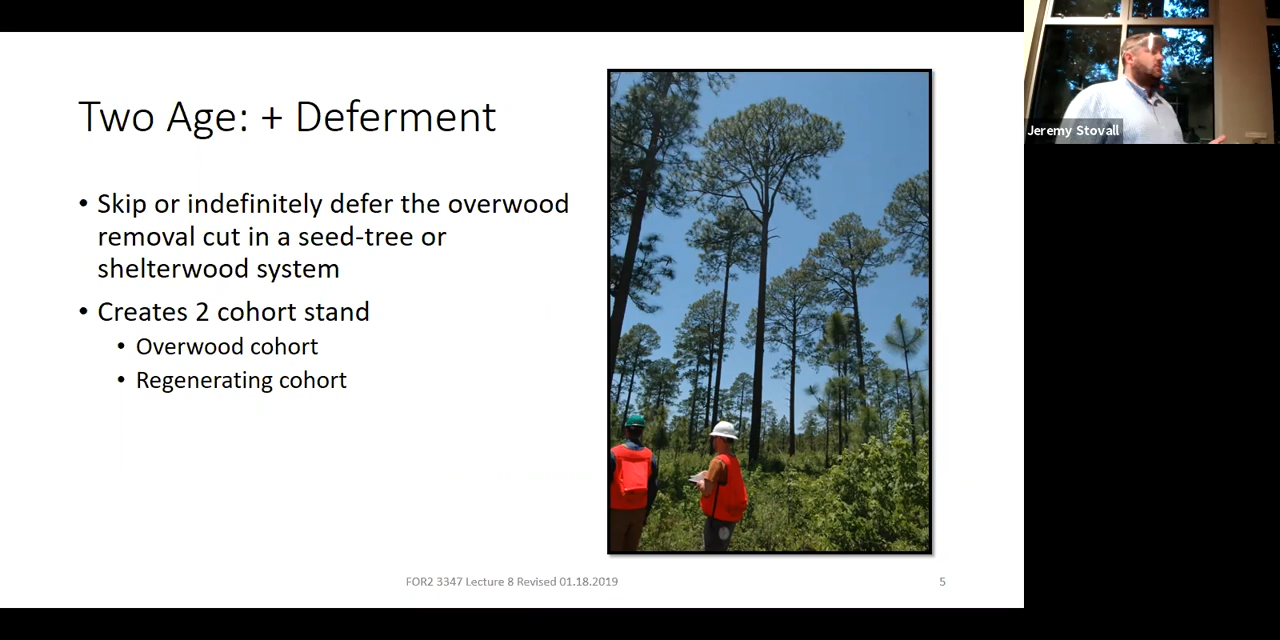 Two Age: + Deferment
• Skip or indefinitely defer the overwood
removal cut in a seed-tree or
shelterwood system
• Creates 2 cohort stand
• Overwood cohort
• Regenerating cohort
FOR2 3347 Lecture 8 Revised 01.18.2019
5
Jeremy Stovall